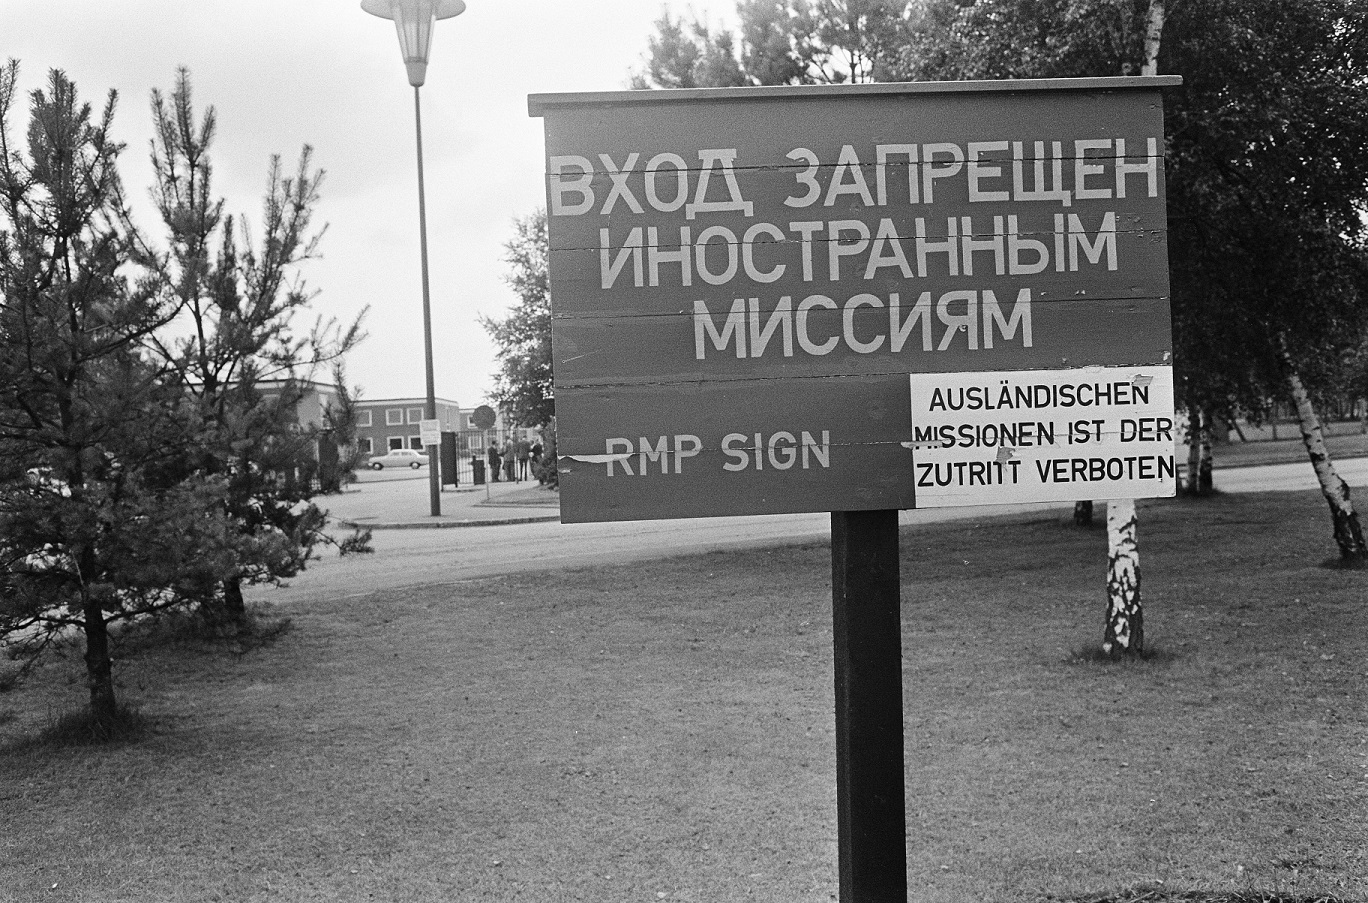 ВХОД ЗАПРЕЩЕН
ИНОСТРАННЫМ
МИССИЯМ
RMP SIGN
AUSLÄNDISCHEN
MISSIONEN IST DER
ZUTRITT VERBOTEN